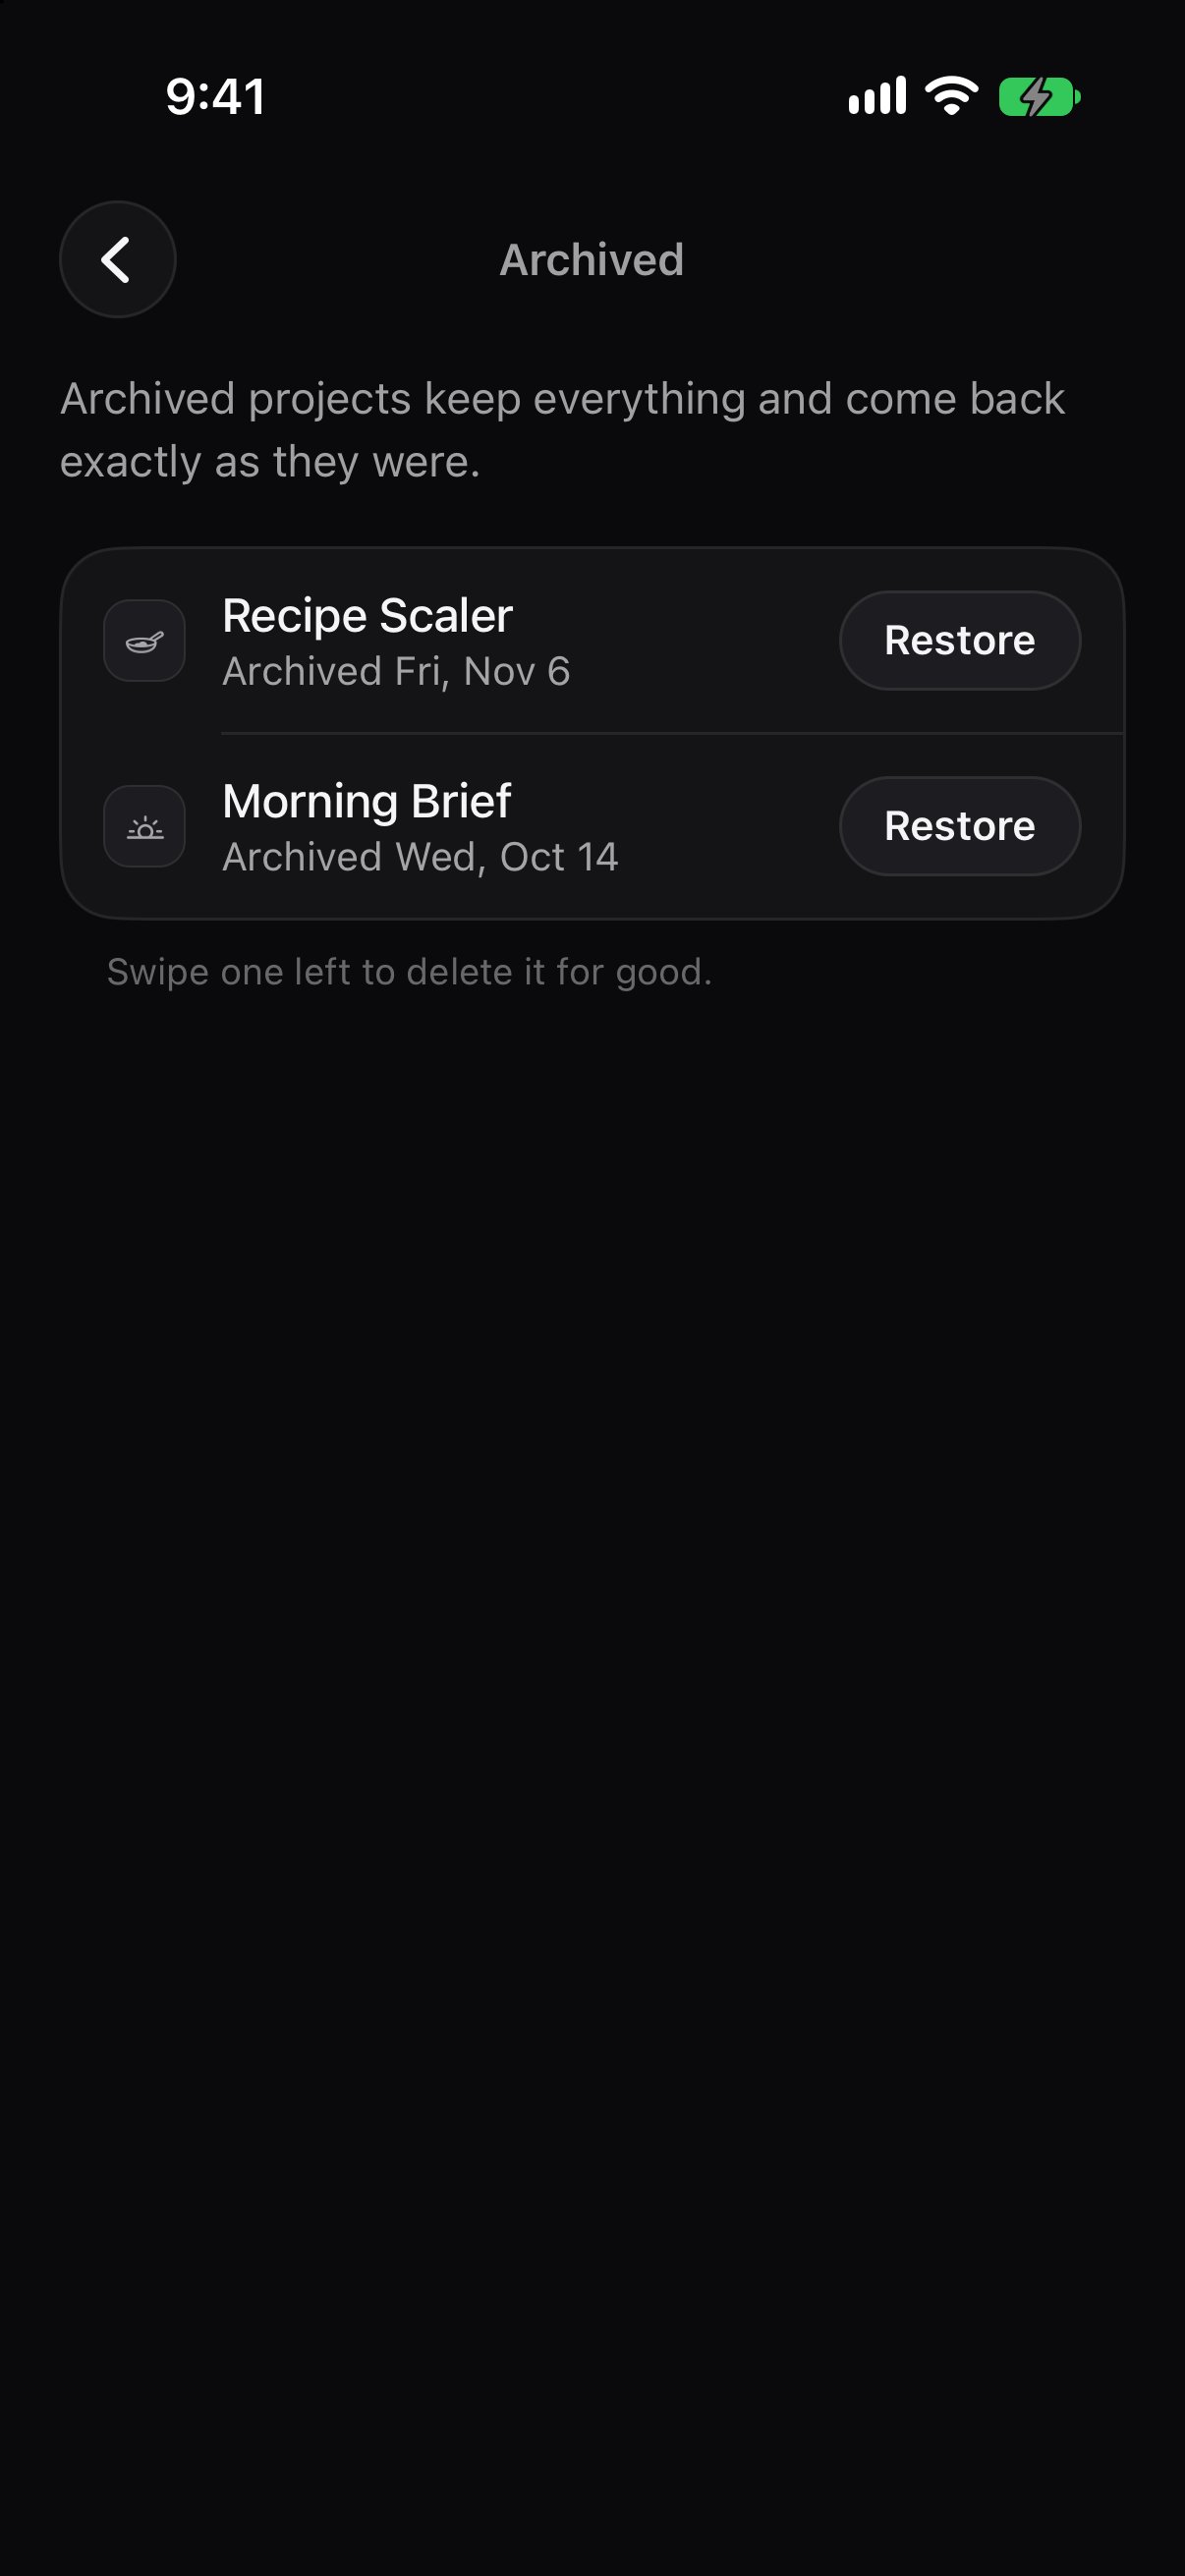 9:41
Archived
Archived projects keep everything and come back
exactly as they were.
Recipe Scaler
Archived Fri, Nov 6
Restore
Morning Brief
Archived Wed, Oct 14
Restore
Swipe one left to delete it for good.